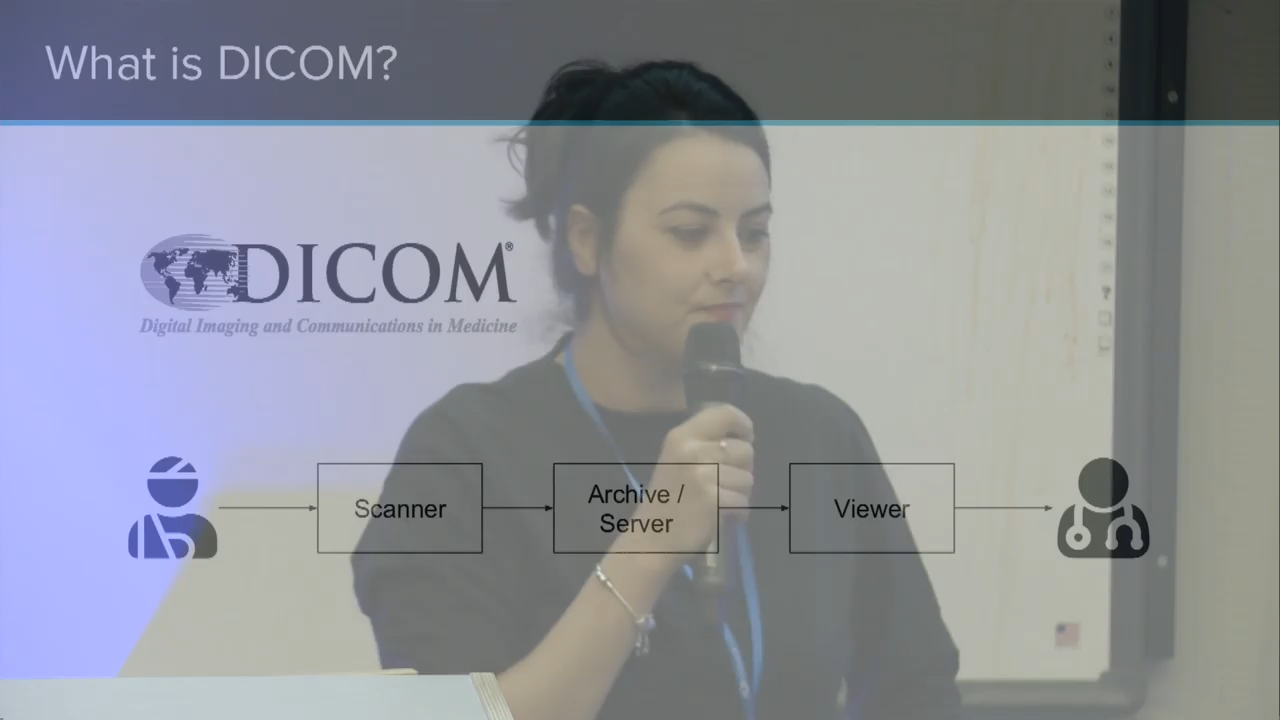 What is DICOM?
DICOM®
Digital Imaging and Communications in Medicine
Scanner
Archive /
Server
Viewer